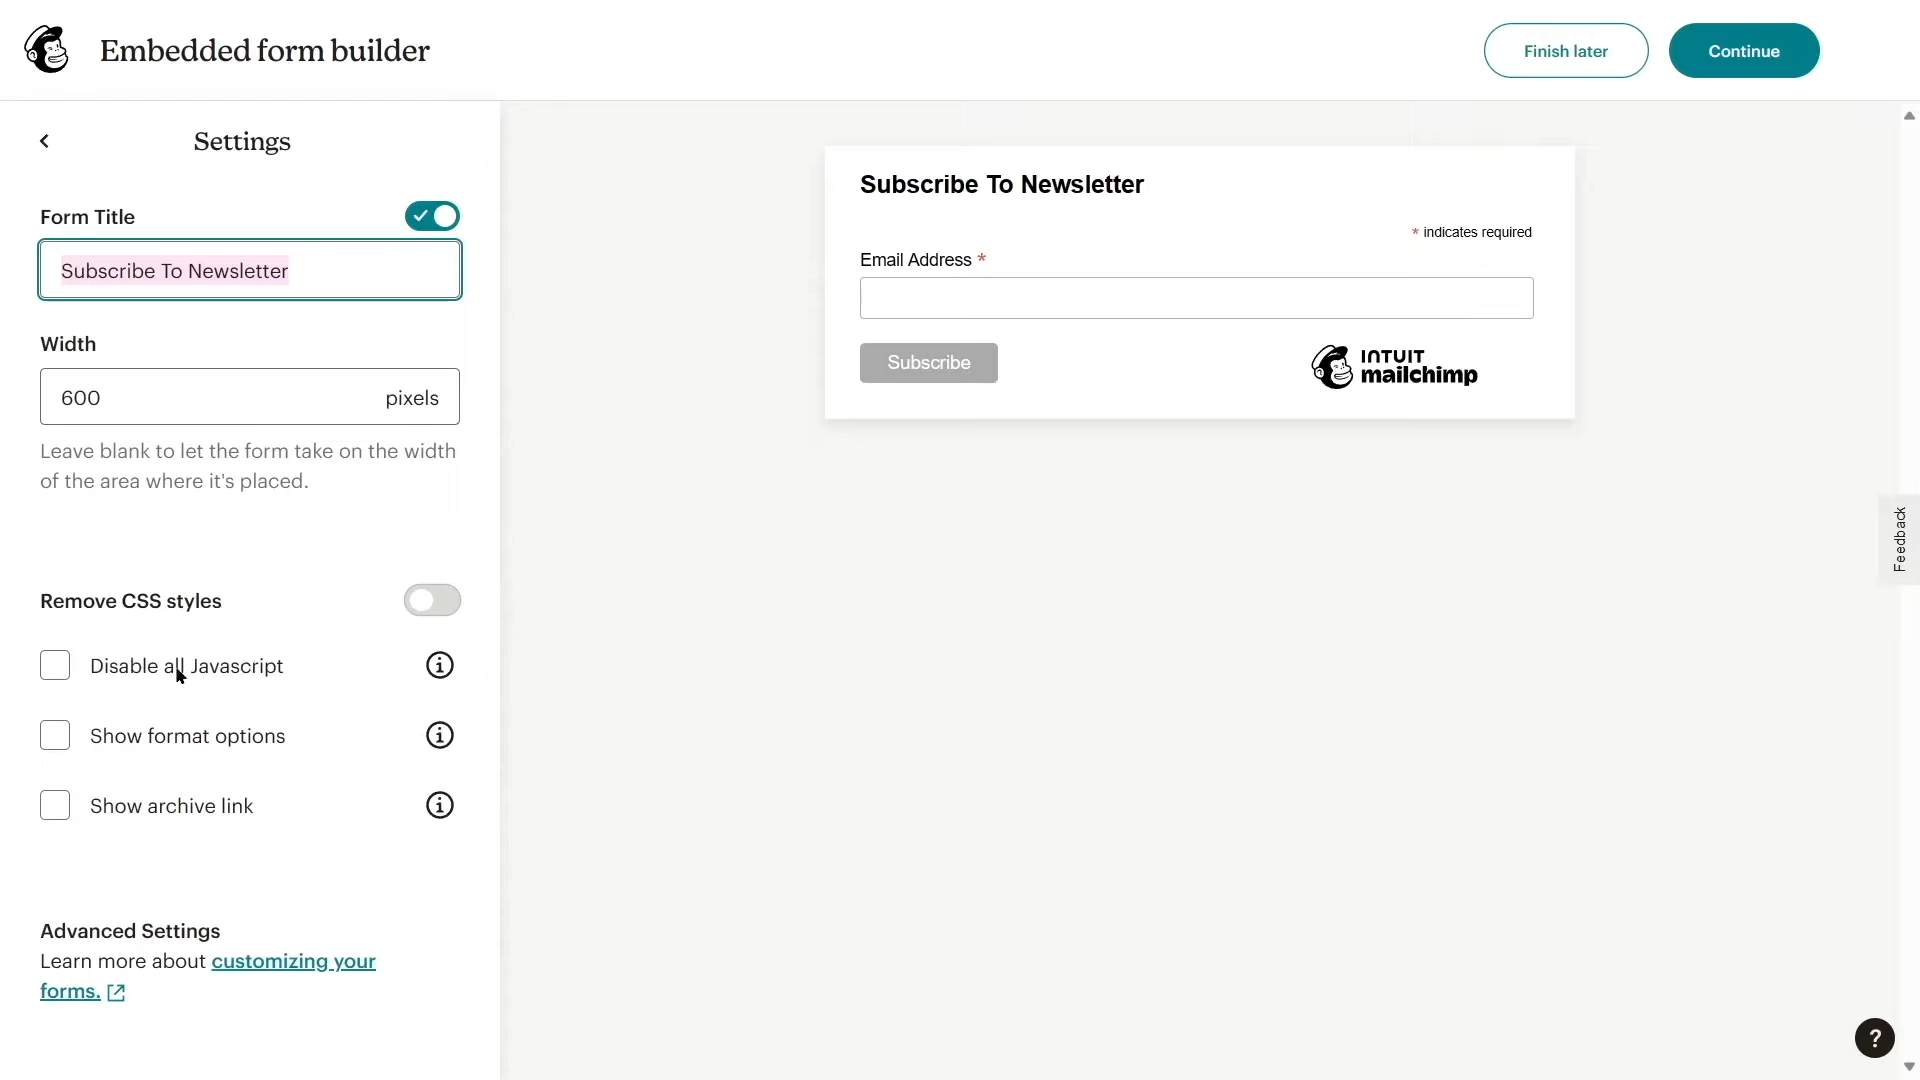 Embedded form builder
Finish later
Continue
Settings
Form Title
Subscribe To Newsletter
Width
600 pixels
Leave blank to let the form take on the width
of the area where it's placed.
Remove CSS styles
Disable all Javascript
Show format options
Show archive link
Advanced Settings
Learn more about customizing your
forms.
Subscribe To Newsletter
* indicates required
Email Address *
Subscribe
INTUIT
mailchimp
Feedback
?